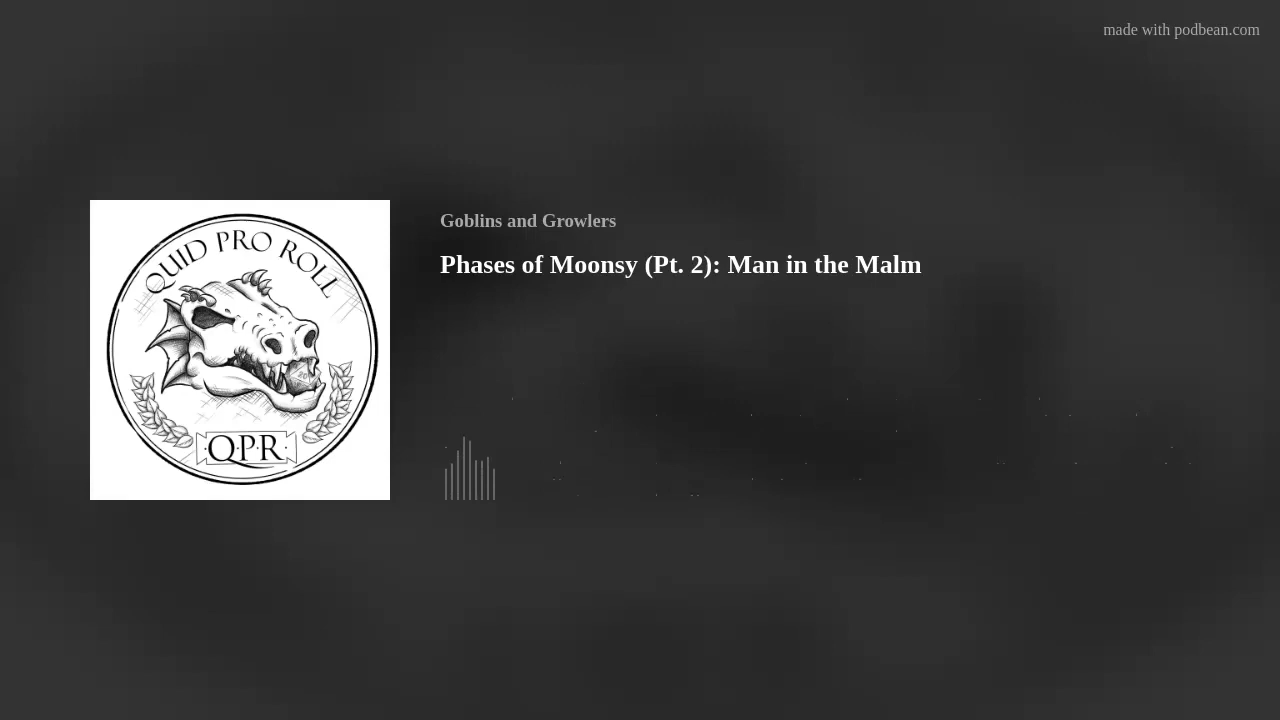 made with podbean.com
QUID PRO ROLL
Q.P.R
Goblins and Growlers
Phases of Moonsy (Pt. 2): Man in the Malm